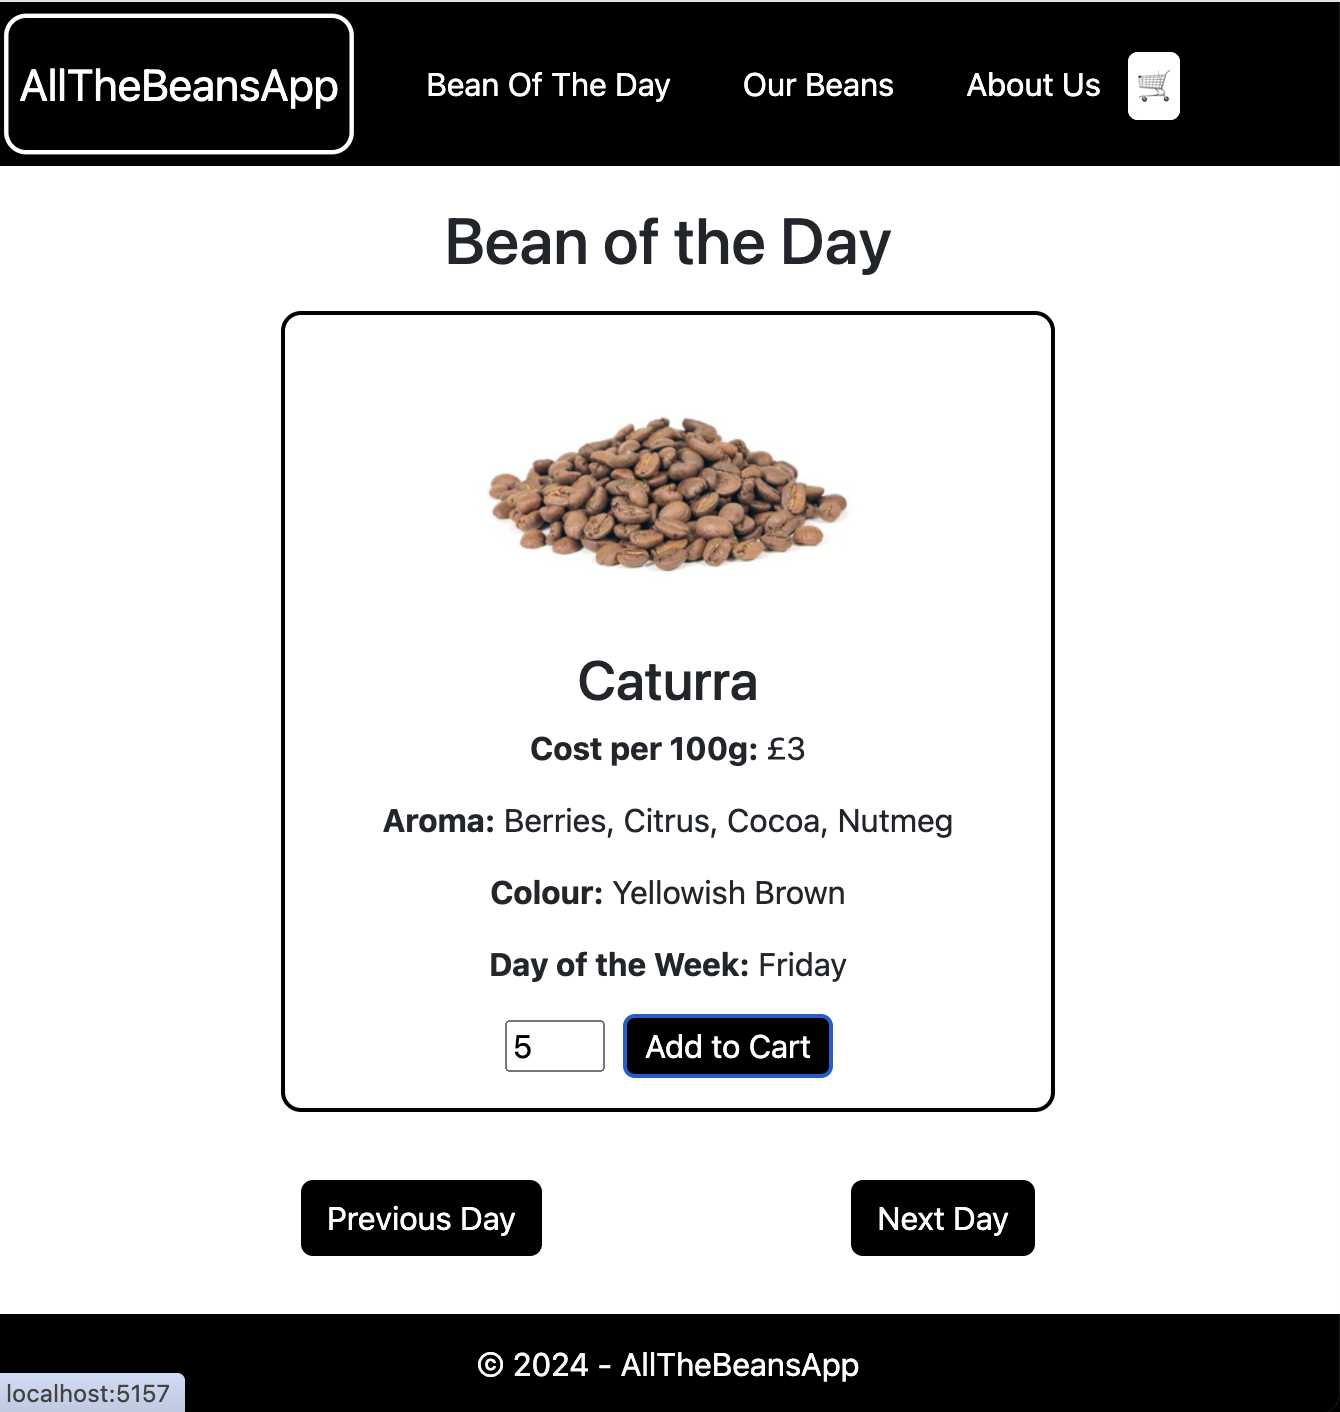 AllTheBeansApp
Bean Of The Day
Our Beans
About Us
Bean of the Day
Caturra
Cost per 100g: £3
Aroma: Berries, Citrus, Cocoa, Nutmeg
Colour: Yellowish Brown
Day of the Week: Friday
5
Add to Cart
Previous Day
Next Day
© 2024 - AllTheBeansApp
localhost:5157